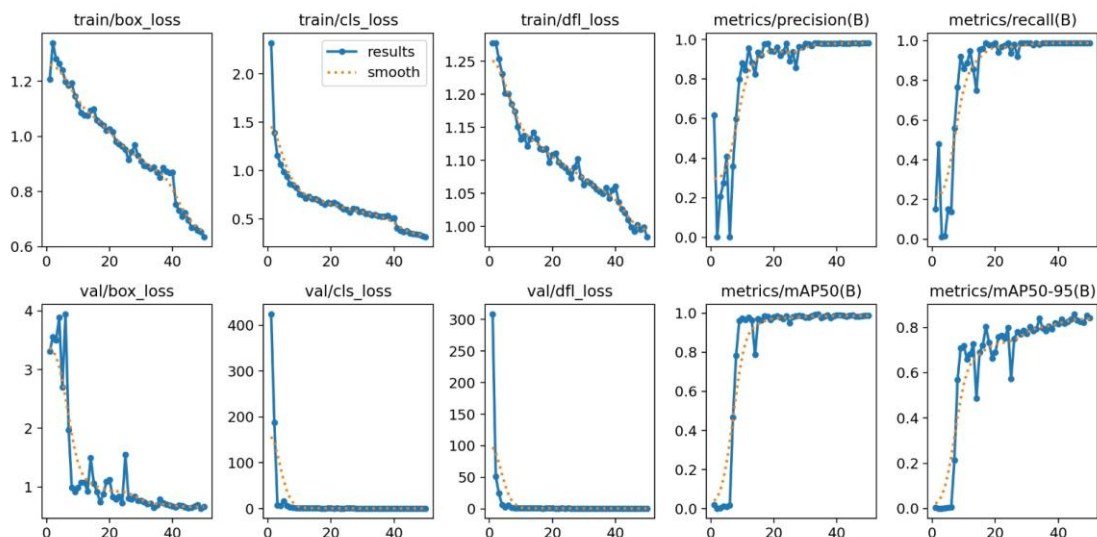 train/box_loss
train/cls_loss
train/dfl_loss
metrics/precision(B)
metrics/recall(B)
results
smooth
1.2
1.0
0.8
0.6
2.0
1.5
1.0
0.5
1.25
1.20
1.15
1.10
1.05
1.00
1.0
0.8
0.6
0.4
0.2
0.0
1.0
0.8
0.6
0.4
0.2
0.0
0 20 40
0 20 40
0 20 40
0 20 40
0 20 40
val/box_loss
val/cls_loss
val/dfl_loss
metrics/mAP50(B)
metrics/mAP50-95(B)
4
3
2
1
400
300
200
100
0
300
250
200
150
100
50
0
1.0
0.8
0.6
0.4
0.2
0.0
0.8
0.6
0.4
0.2
0.0
0 20 40
0 20 40
0 20 40
0 20 40
0 20 40